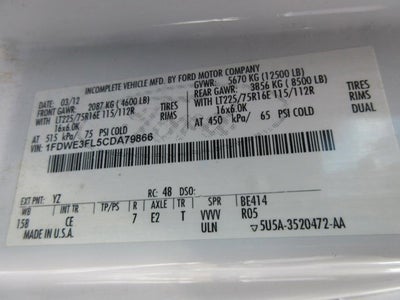 INCOMPLETE VEHICLE MFD. BY FORD MOTOR COMPANY
DATE: 03/12 GVWR: 5670 KG (12500 LB)
FRONT GAWR: 2087 KG (4600 LB) REAR GAWR: 3856 KG (8500 LB)
WITH LT225/75R16E 115/112R TIRES WITH LT225/75R16E 115/112R TIRES
16x6.0K RIMS 16x6.0K RIMS
AT 515 kPa/ 75 PSI COLD AT 450 kPa/ 65 PSI COLD DUAL
1FDWE3FL5CDA79866
EXT PNT: YZ RC: 48 DSO:
WB INT TR TP/PS R AXLE TR SPR BE414
158 CE 7 E2 T VVVV R05
MADE IN U.S.A. ULN 5U5A-3520472-AA